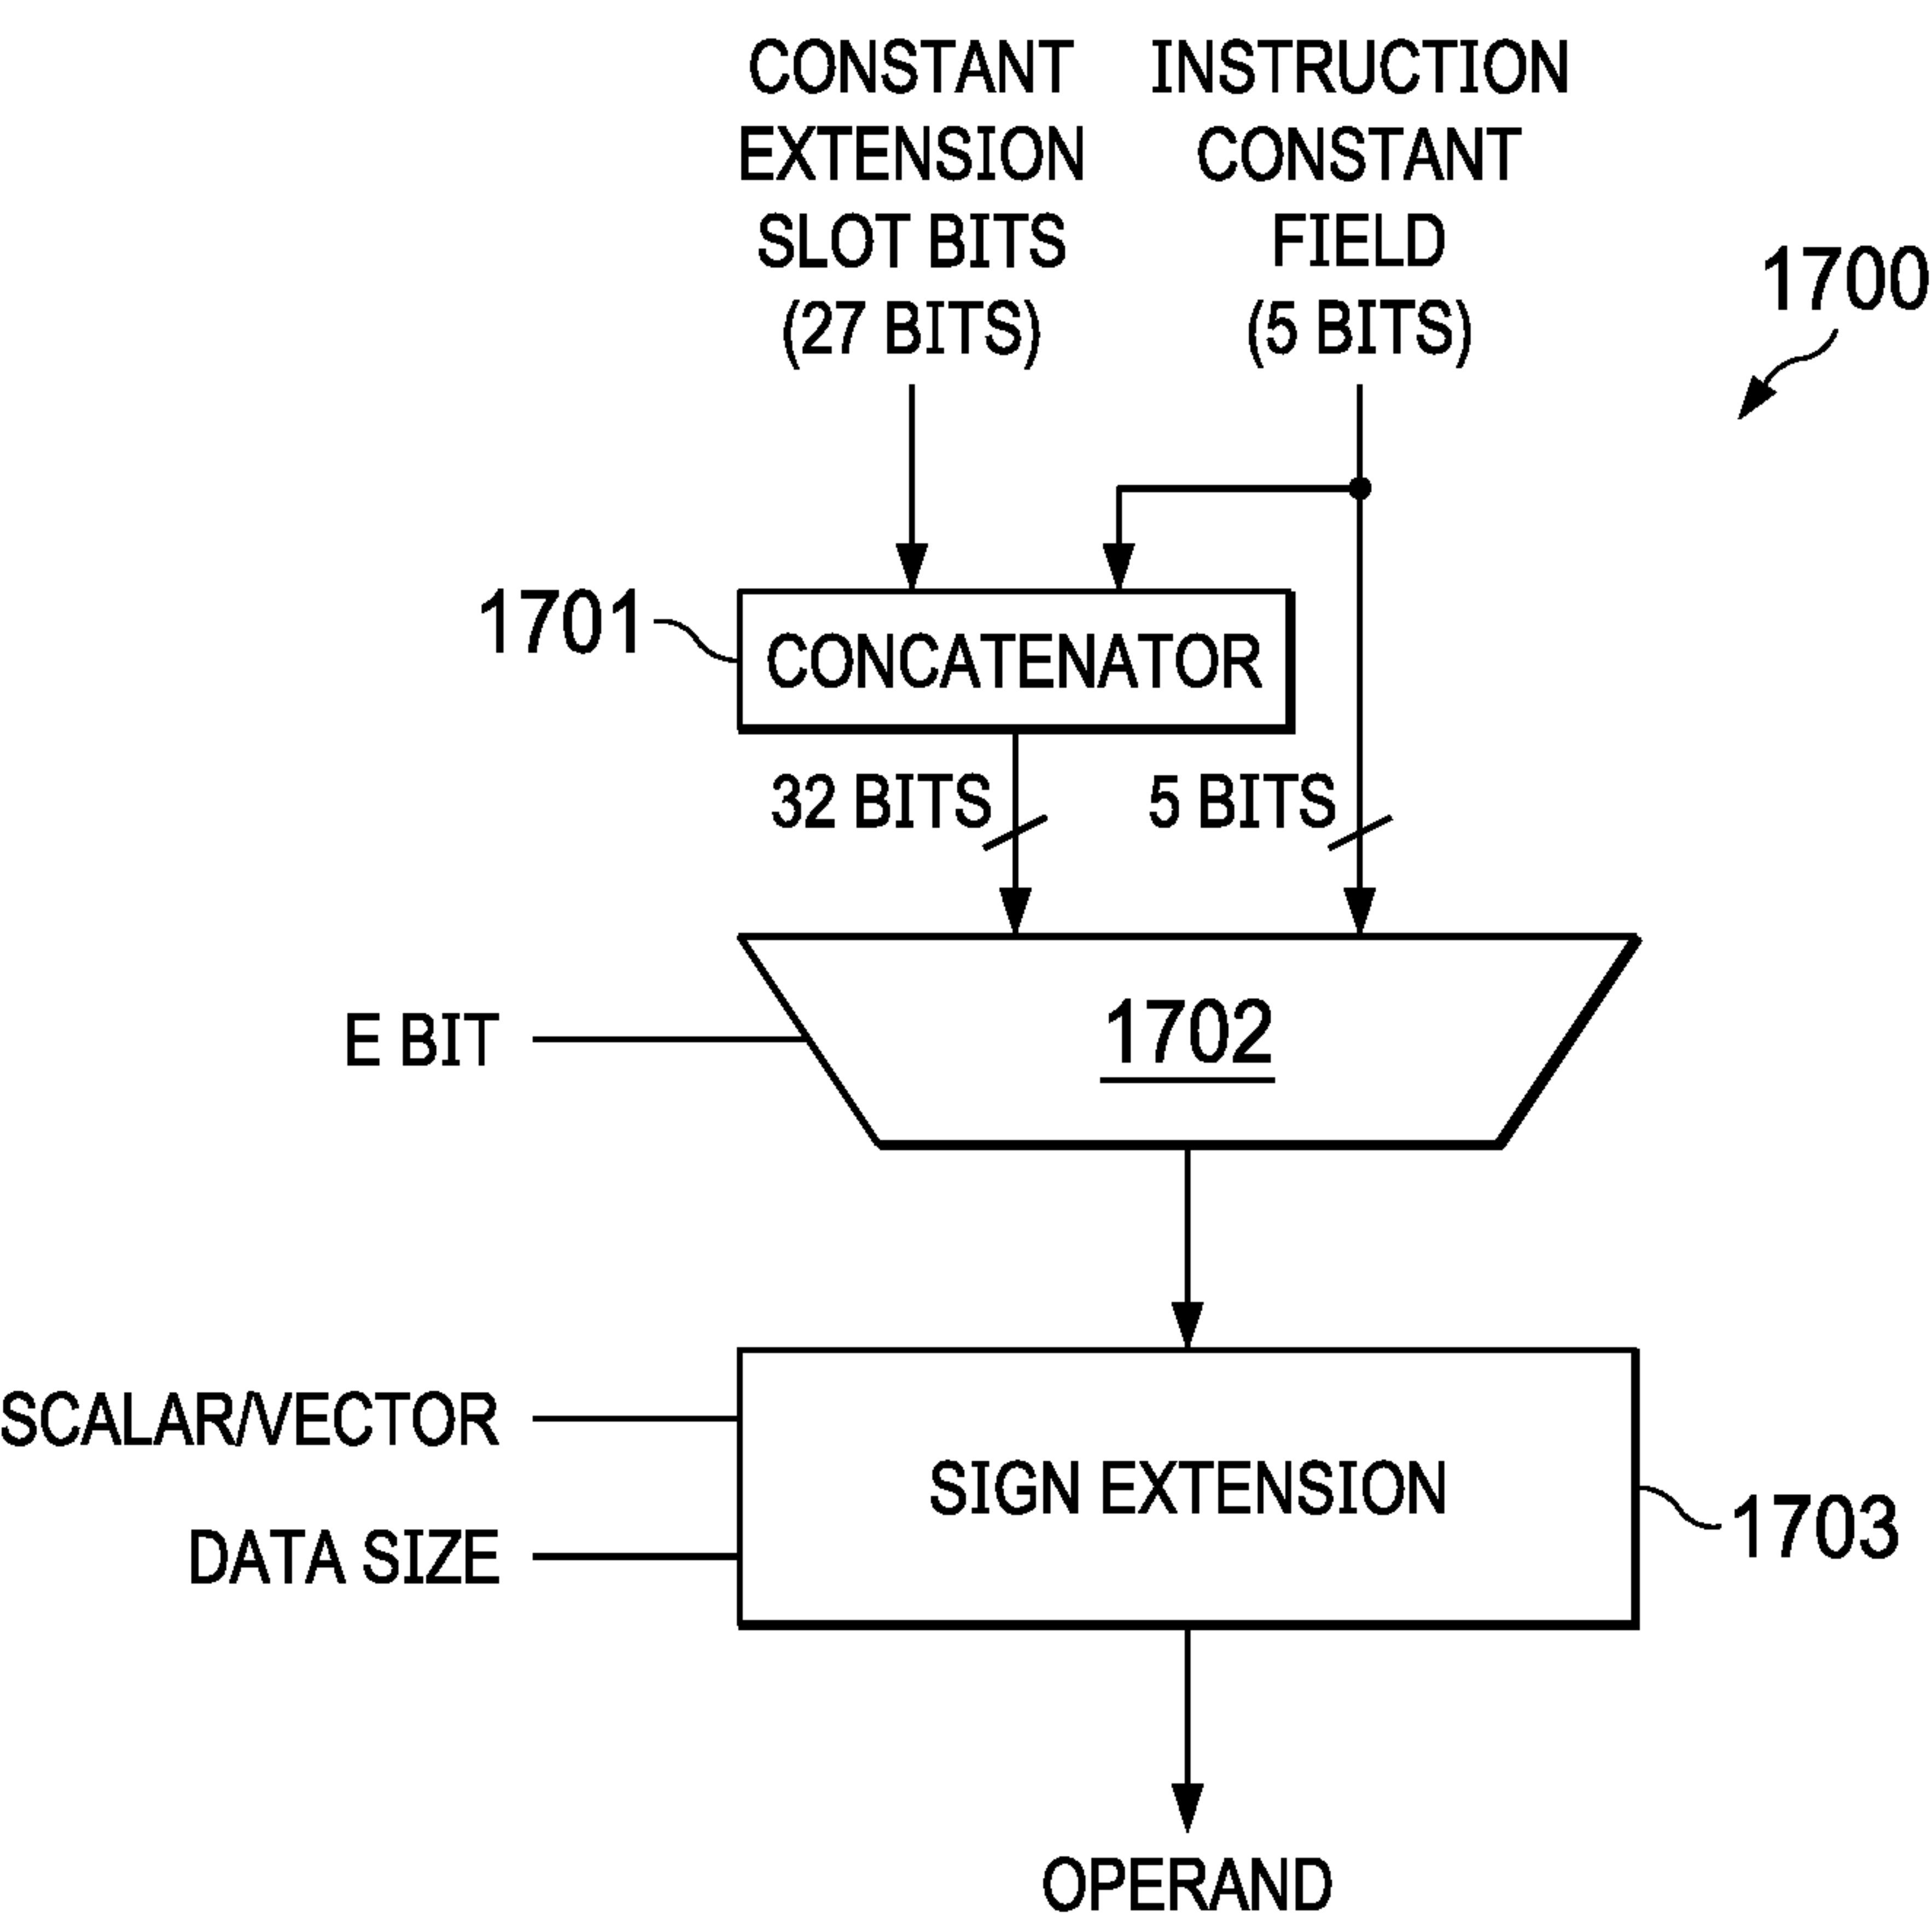 CONSTANT
EXTENSION
SLOT BITS
(27 BITS)
INSTRUCTION
CONSTANT
FIELD
(5 BITS)
1700
1701
CONCATENATOR
32 BITS
5 BITS
E BIT
1702
SCALAR/VECTOR
SIGN EXTENSION
DATA SIZE
1703
OPERAND